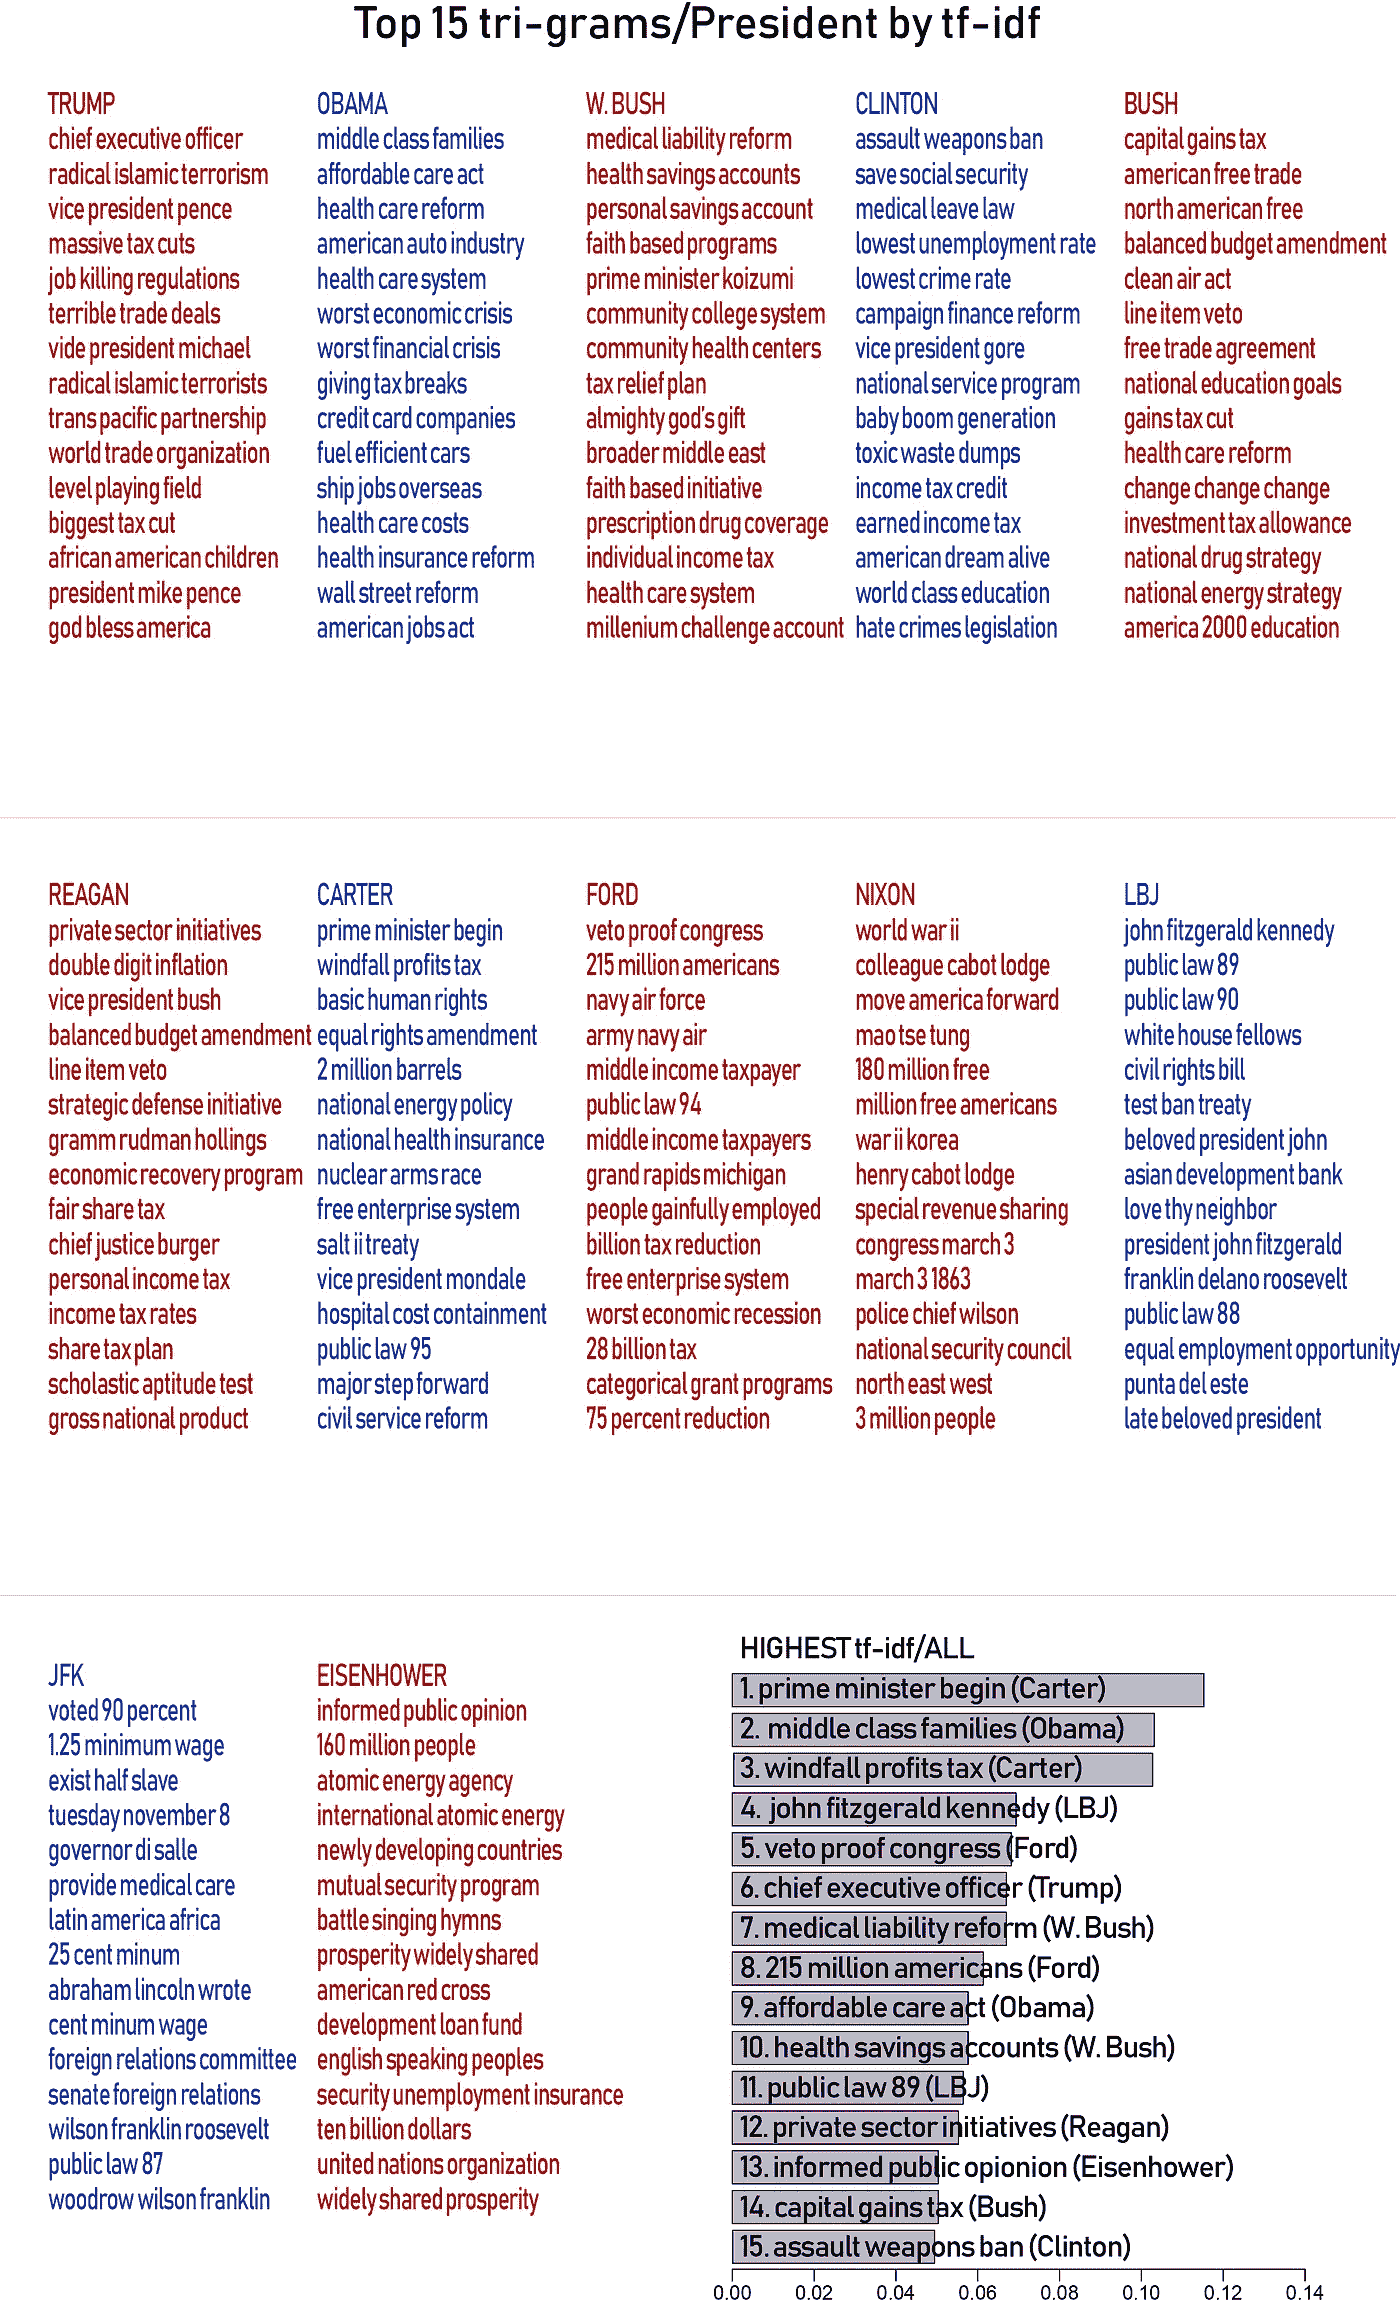 Top 15 tri-grams/President by tf-idf
TRUMP
chief executive officer
radical islamic terrorism
vice president pence
massive tax cuts
job killing regulations
terrible trade deals
vide president michael
radical islamic terrorists
trans pacific partnership
world trade organization
level playing field
biggest tax cut
african american children
president mike pence
god bless america
OBAMA
middle class families
affordable care act
health care reform
american auto industry
health care system
worst economic crisis
worst financial crisis
giving tax breaks
credit card companies
fuel efficient cars
ship jobs overseas
health care costs
health insurance reform
wall street reform
american jobs act
W. BUSH
medical liability reform
health savings accounts
personal savings account
faith based programs
prime minister koizumi
community college system
community health centers
tax relief plan
almighty god's gift
broader middle east
faith based initiative
prescription drug coverage
individual income tax
health care system
millenium challenge account
CLINTON
assault weapons ban
save social security
medical leave law
lowest unemployment rate
lowest crime rate
campaign finance reform
vice president gore
national service program
baby boom generation
toxic waste dumps
income tax credit
earned income tax
american dream alive
world class education
hate crimes legislation
BUSH
capital gains tax
american free trade
north american free
balanced budget amendment
clean air act
line item veto
free trade agreement
national education goals
gains tax cut
health care reform
change change change
investment tax allowance
national drug strategy
national energy strategy
america 2000 education
REAGAN
private sector initiatives
double digit inflation
vice president bush
balanced budget amendment
line item veto
strategic defense initiative
gramm rudman hollings
economic recovery program
fair share tax
chief justice burger
personal income tax
income tax rates
share tax plan
scholastic aptitude test
gross national product
CARTER
prime minister begin
windfall profits tax
basic human rights
equal rights amendment
2 million barrels
national energy policy
national health insurance
nuclear arms race
free enterprise system
salt ii treaty
vice president mondale
hospital cost containment
public law 95
major step forward
civil service reform
FORD
veto proof congress
215 million americans
navy air force
army navy air
middle income taxpayer
public law 94
middle income taxpayers
grand rapids michigan
people gainfully employed
billion tax reduction
free enterprise system
worst economic recession
28 billion tax
categorical grant programs
75 percent reduction
NIXON
world war ii
colleague cabot lodge
move america forward
mao tse tung
180 million free
million free americans
war ii korea
henry cabot lodge
special revenue sharing
congress march 3
march 3 1863
police chief wilson
national security council
north east west
3 million people
LBJ
john fitzgerald kennedy
public law 89
public law 90
white house fellows
civil rights bill
test ban treaty
beloved president john
asian development bank
love thy neighbor
president john fitzgerald
franklin delano roosevelt
public law 88
equal employment opportunity
punta del este
late beloved president
JFK
voted 90 percent
1.25 minimum wage
exist half slave
tuesday november 8
governor di salle
provide medical care
latin america africa
25 cent minum
abraham lincoln wrote
cent minum wage
foreign relations committee
senate foreign relations
wilson franklin roosevelt
public law 87
woodrow wilson franklin
EISENHOWER
informed public opinion
160 million people
atomic energy agency
international atomic energy
newly developing countries
mutual security program
battle singing hymns
prosperity widely shared
american red cross
development loan fund
english speaking peoples
security unemployment insurance
ten billion dollars
united nations organization
widely shared prosperity
HIGHEST tf-idf/ALL
1. prime minister begin (Carter)
2. middle class families (Obama)
3. windfall profits tax (Carter)
4. john fitzgerald kennedy (LBJ)
5. veto proof congress (Ford)
6. chief executive officer (Trump)
7. medical liability reform (W. Bush)
8. 215 million americans (Ford)
9. affordable care act (Obama)
10. health savings accounts (W. Bush)
11. public law 89 (LBJ)
12. private sector initiatives (Reagan)
13. informed public opionion (Eisenhower)
14. capital gains tax (Bush)
15. assault weapons ban (Clinton)
0.00 0.02 0.04 0.06 0.08 0.10 0.12 0.14